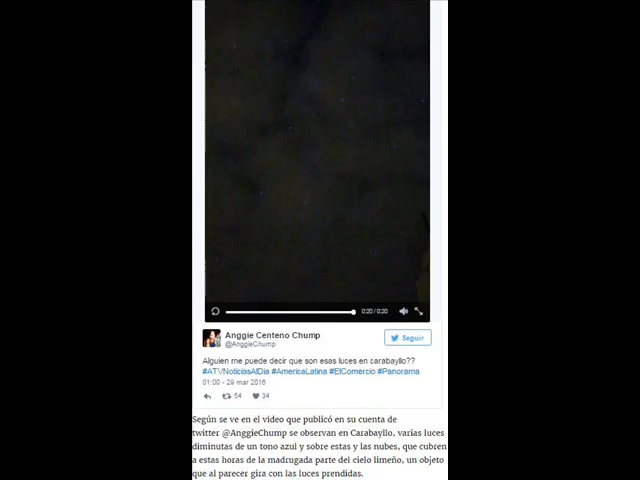 0:20 / 0:20
Anggie Centeno Chump
@AnggieChump
Seguir
Alguien me puede decir que son esas luces en carabayllo??
#ATVNoticiasAlDia #AmericaLatina #ElComercio #Panorama
01:00 - 29 mar 2016
54 34
Según se ve en el video que publicó en su cuenta de
twitter @AnggieChump se observan en Carabayllo, varias luces
diminutas de un tono azul y sobre estas y las nubes, que cubren
a estas horas de la madrugada parte del cielo limeño, un objeto
que al parecer gira con las luces prendidas.